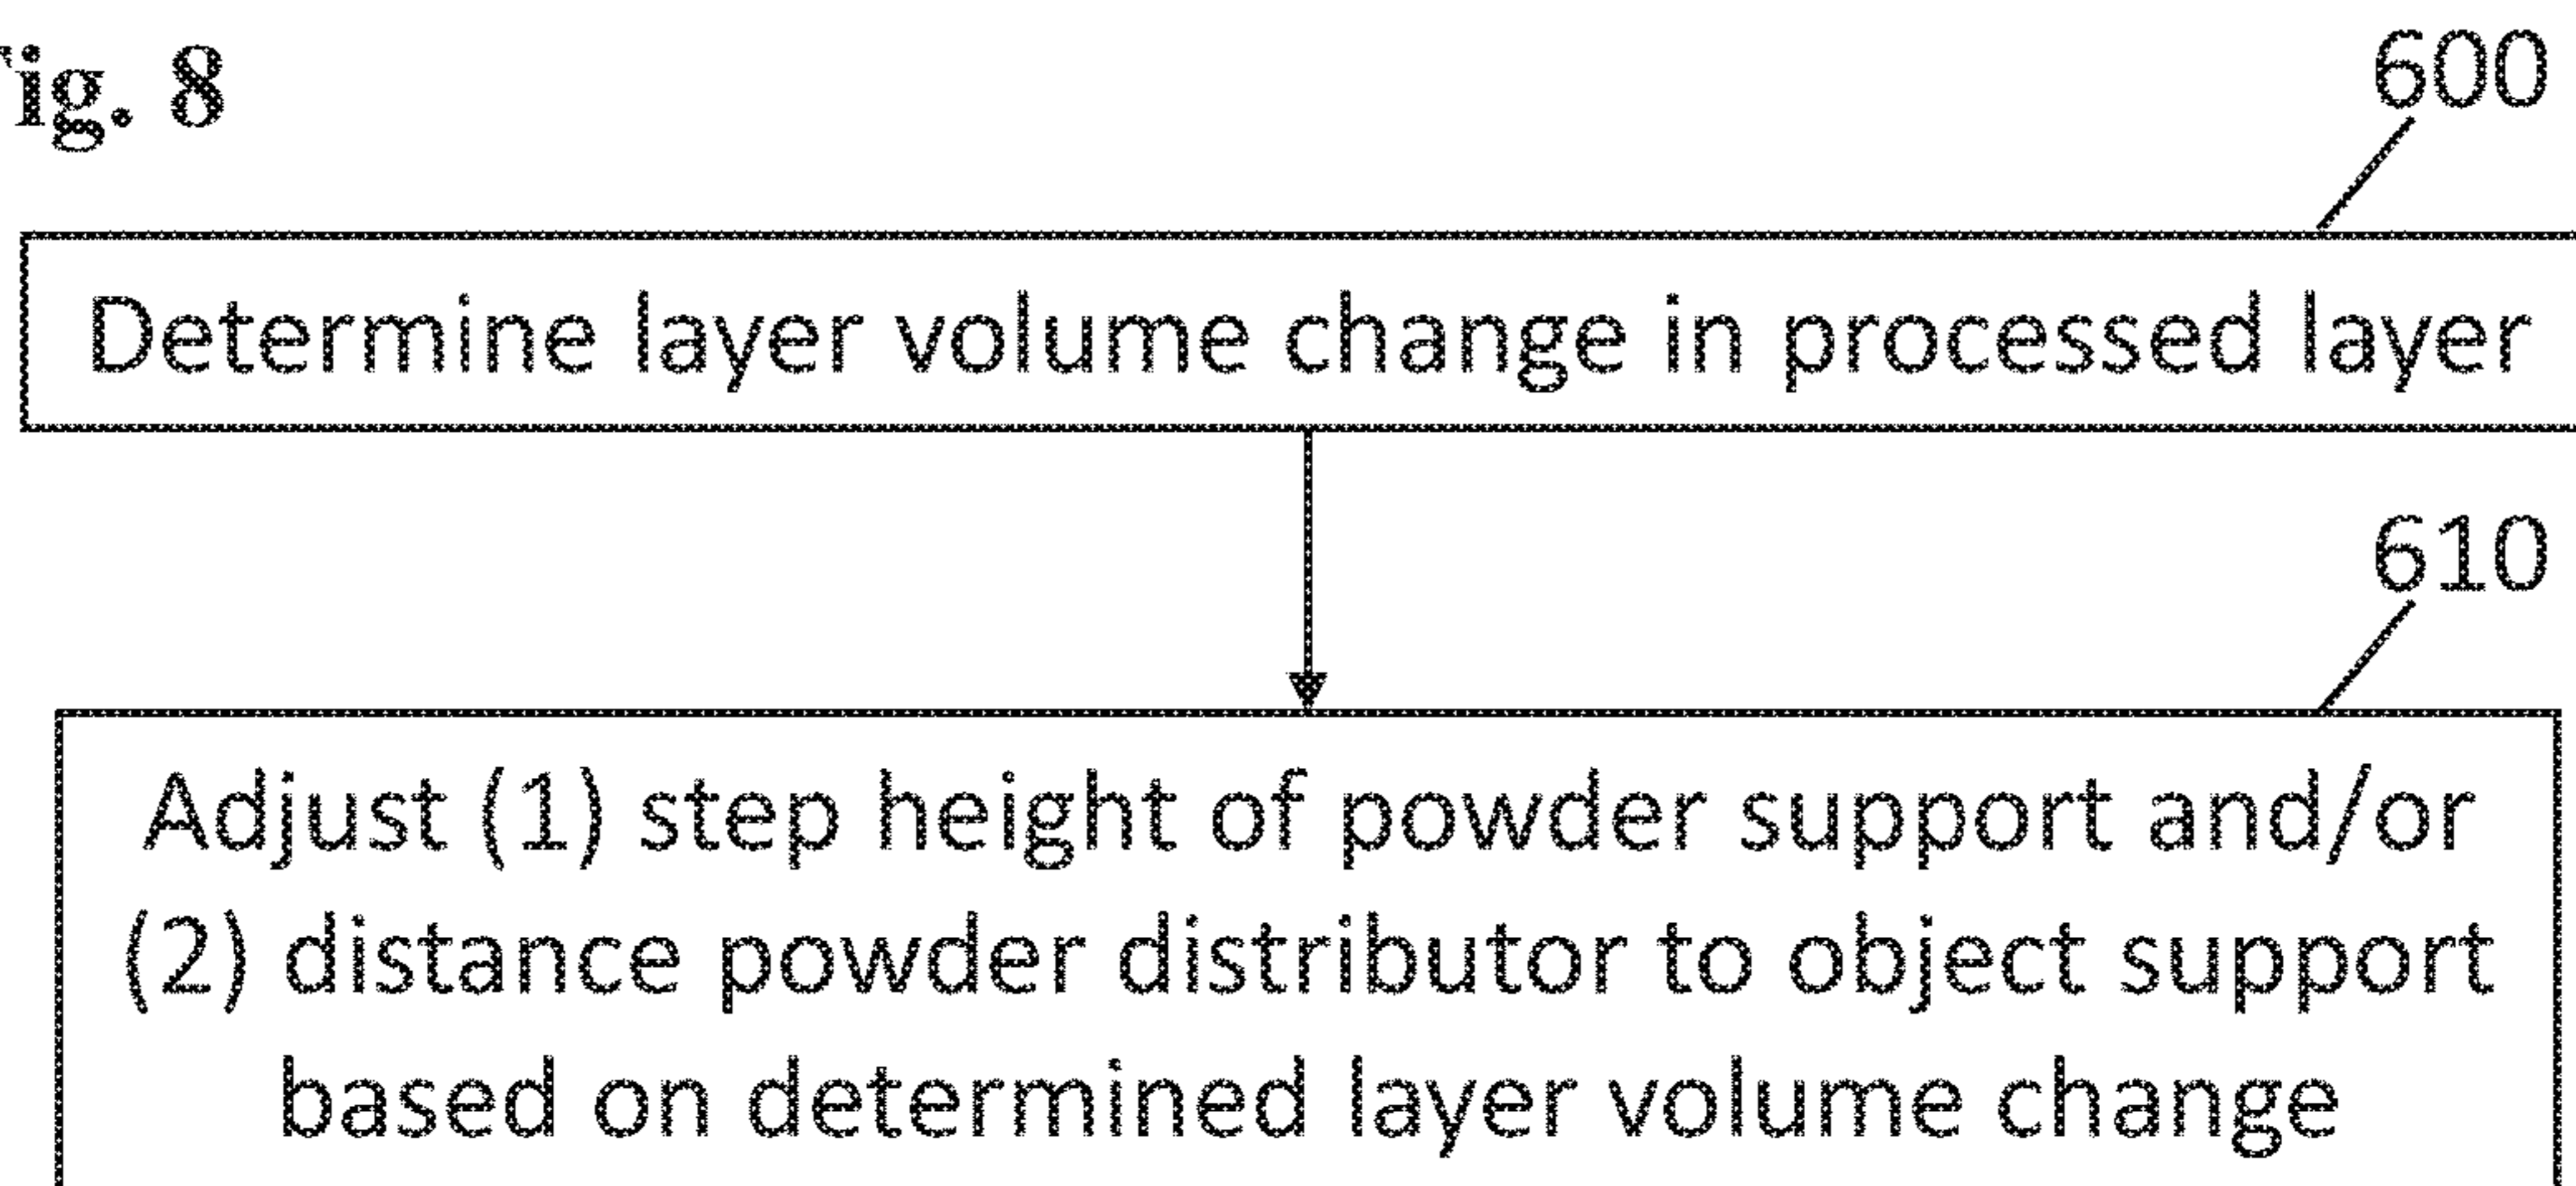 Fig. 8
600
Determine layer volume change in processed layer
610
Adjust (1) step height of powder support and/or
(2) distance powder distributor to object support
based on determined layer volume change